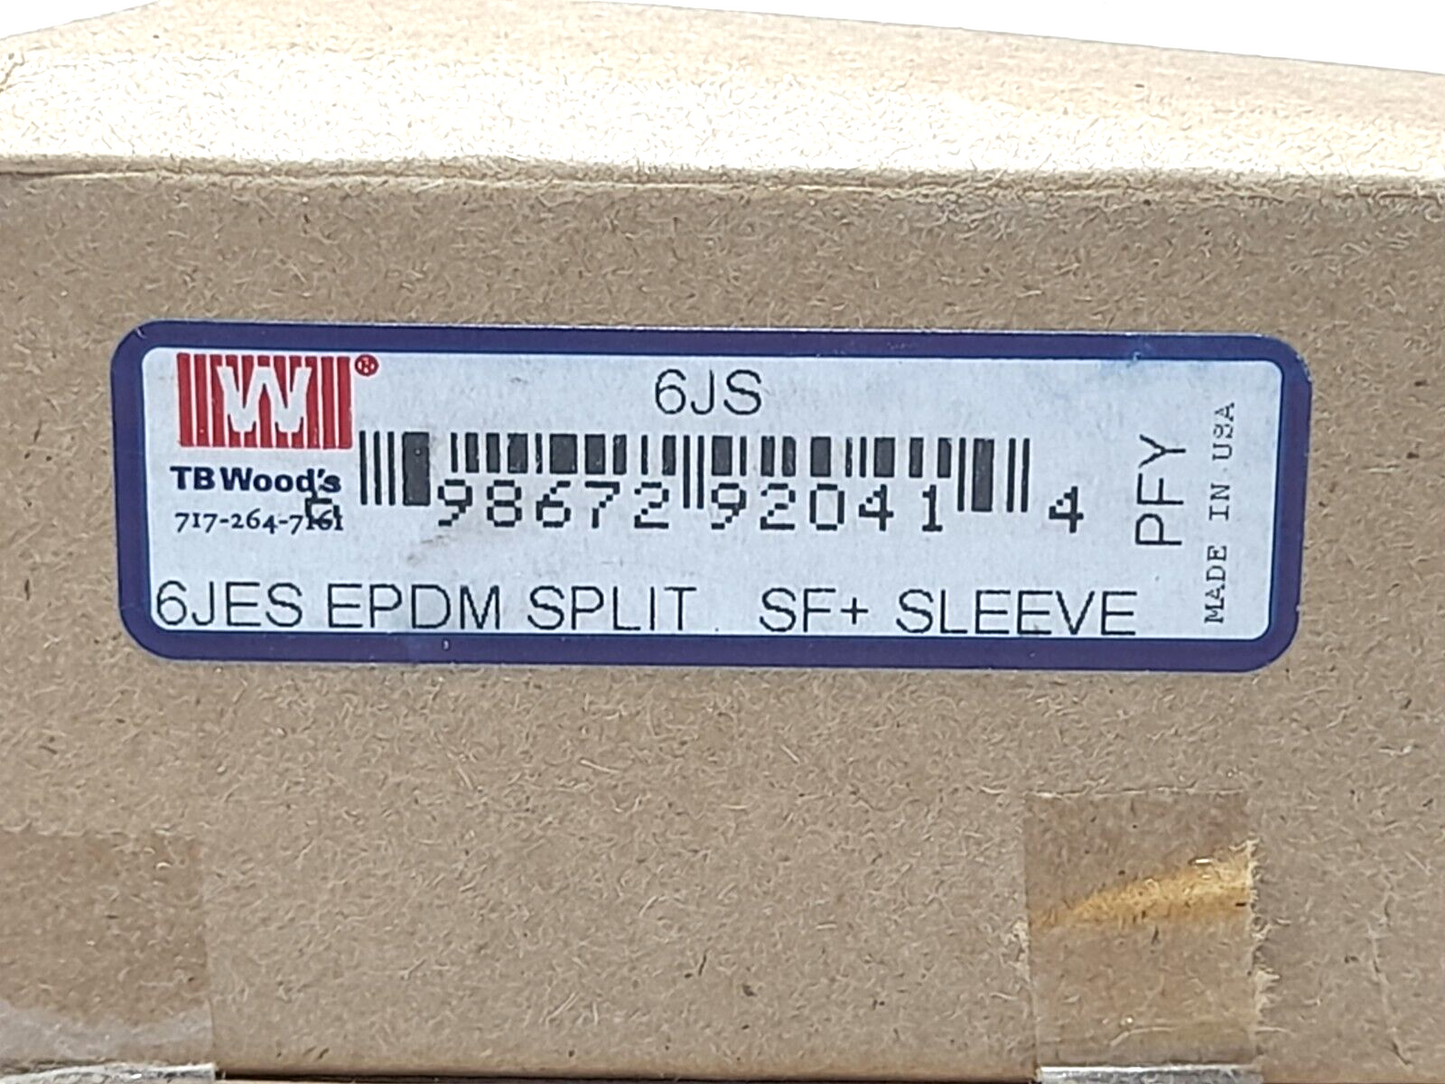 6JS
W®
TB Wood's
717-264-7161
98672 92041 4
6JES EPDM SPLIT SF+ SLEEVE
PFY
MADE IN USA